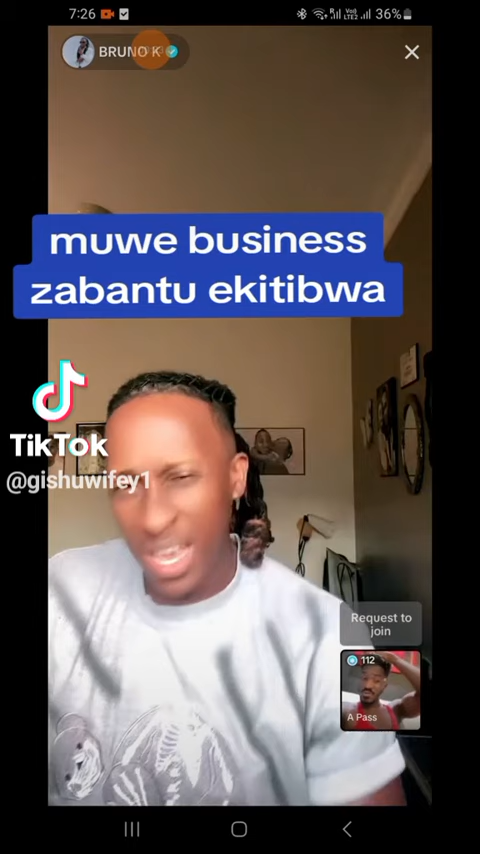 7:26
36%
BRUNO K
muwe business
zabantu ekitibwa
TikTok
@gishuwifey1
Request to
join
112
A Pass